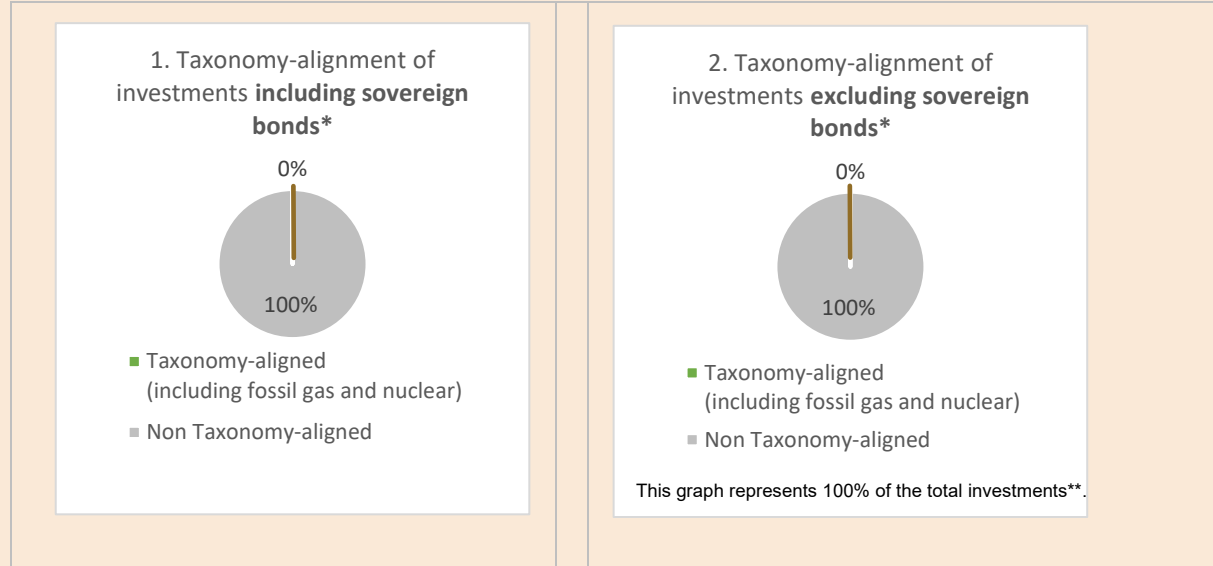 1. Taxonomy-alignment of
investments including sovereign
bonds*
0%
100%
Taxonomy-aligned
(including fossil gas and nuclear)
Non Taxonomy-aligned
2. Taxonomy-alignment of
investments excluding sovereign
bonds*
0%
100%
Taxonomy-aligned
(including fossil gas and nuclear)
Non Taxonomy-aligned
This graph represents 100% of the total investments**.